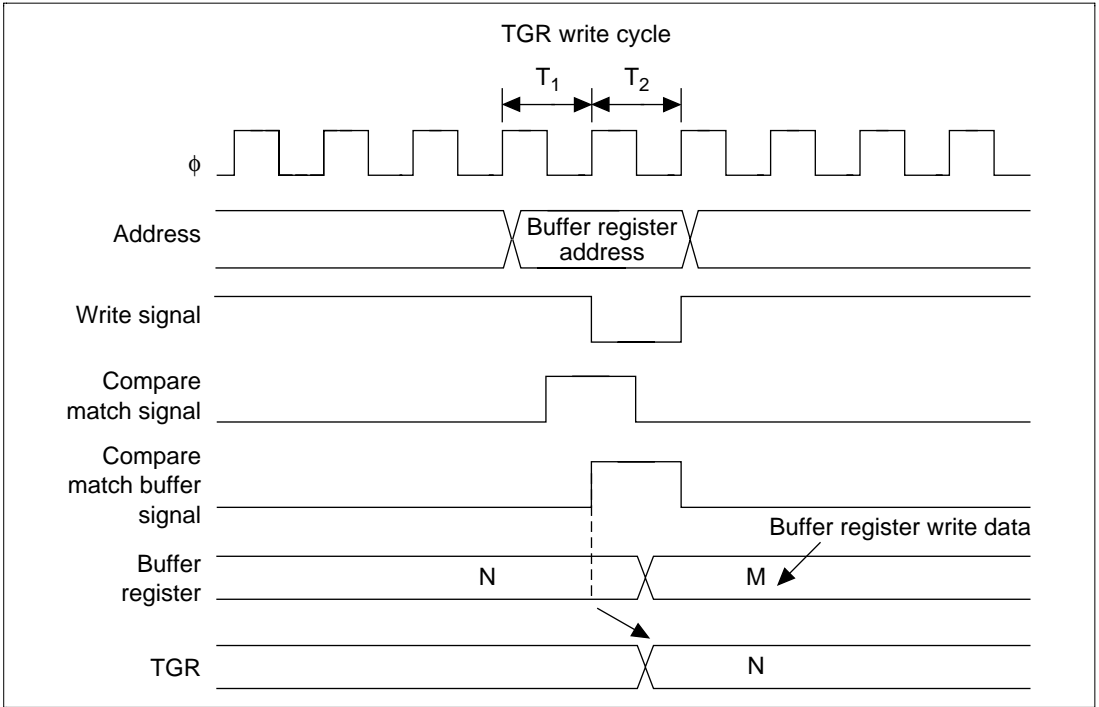 TGR write cycle
T1 T2
ϕ
Address
Buffer register
address
Write signal
Compare
match signal
Compare
match buffer
signal
Buffer register write data
Buffer
register
N M
TGR
N